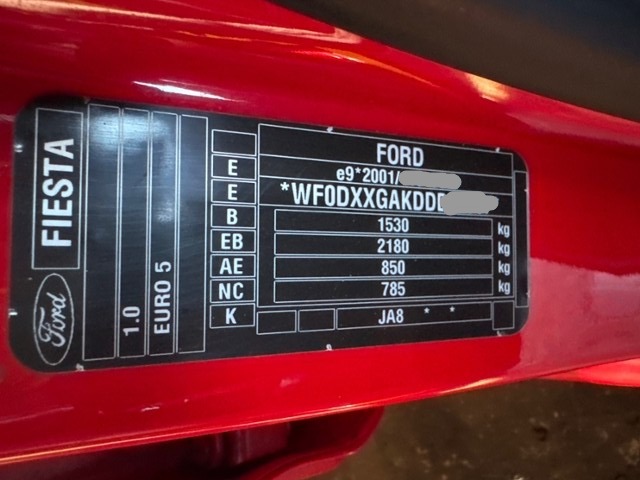 FORD
e9*2001/
*WF0DXXGAKDDD
1530 kg
2180 kg
850 kg
785 kg
JA8 * *
E
E
B
EB
AE
NC
K
FIESTA
Ford
1.0
EURO 5